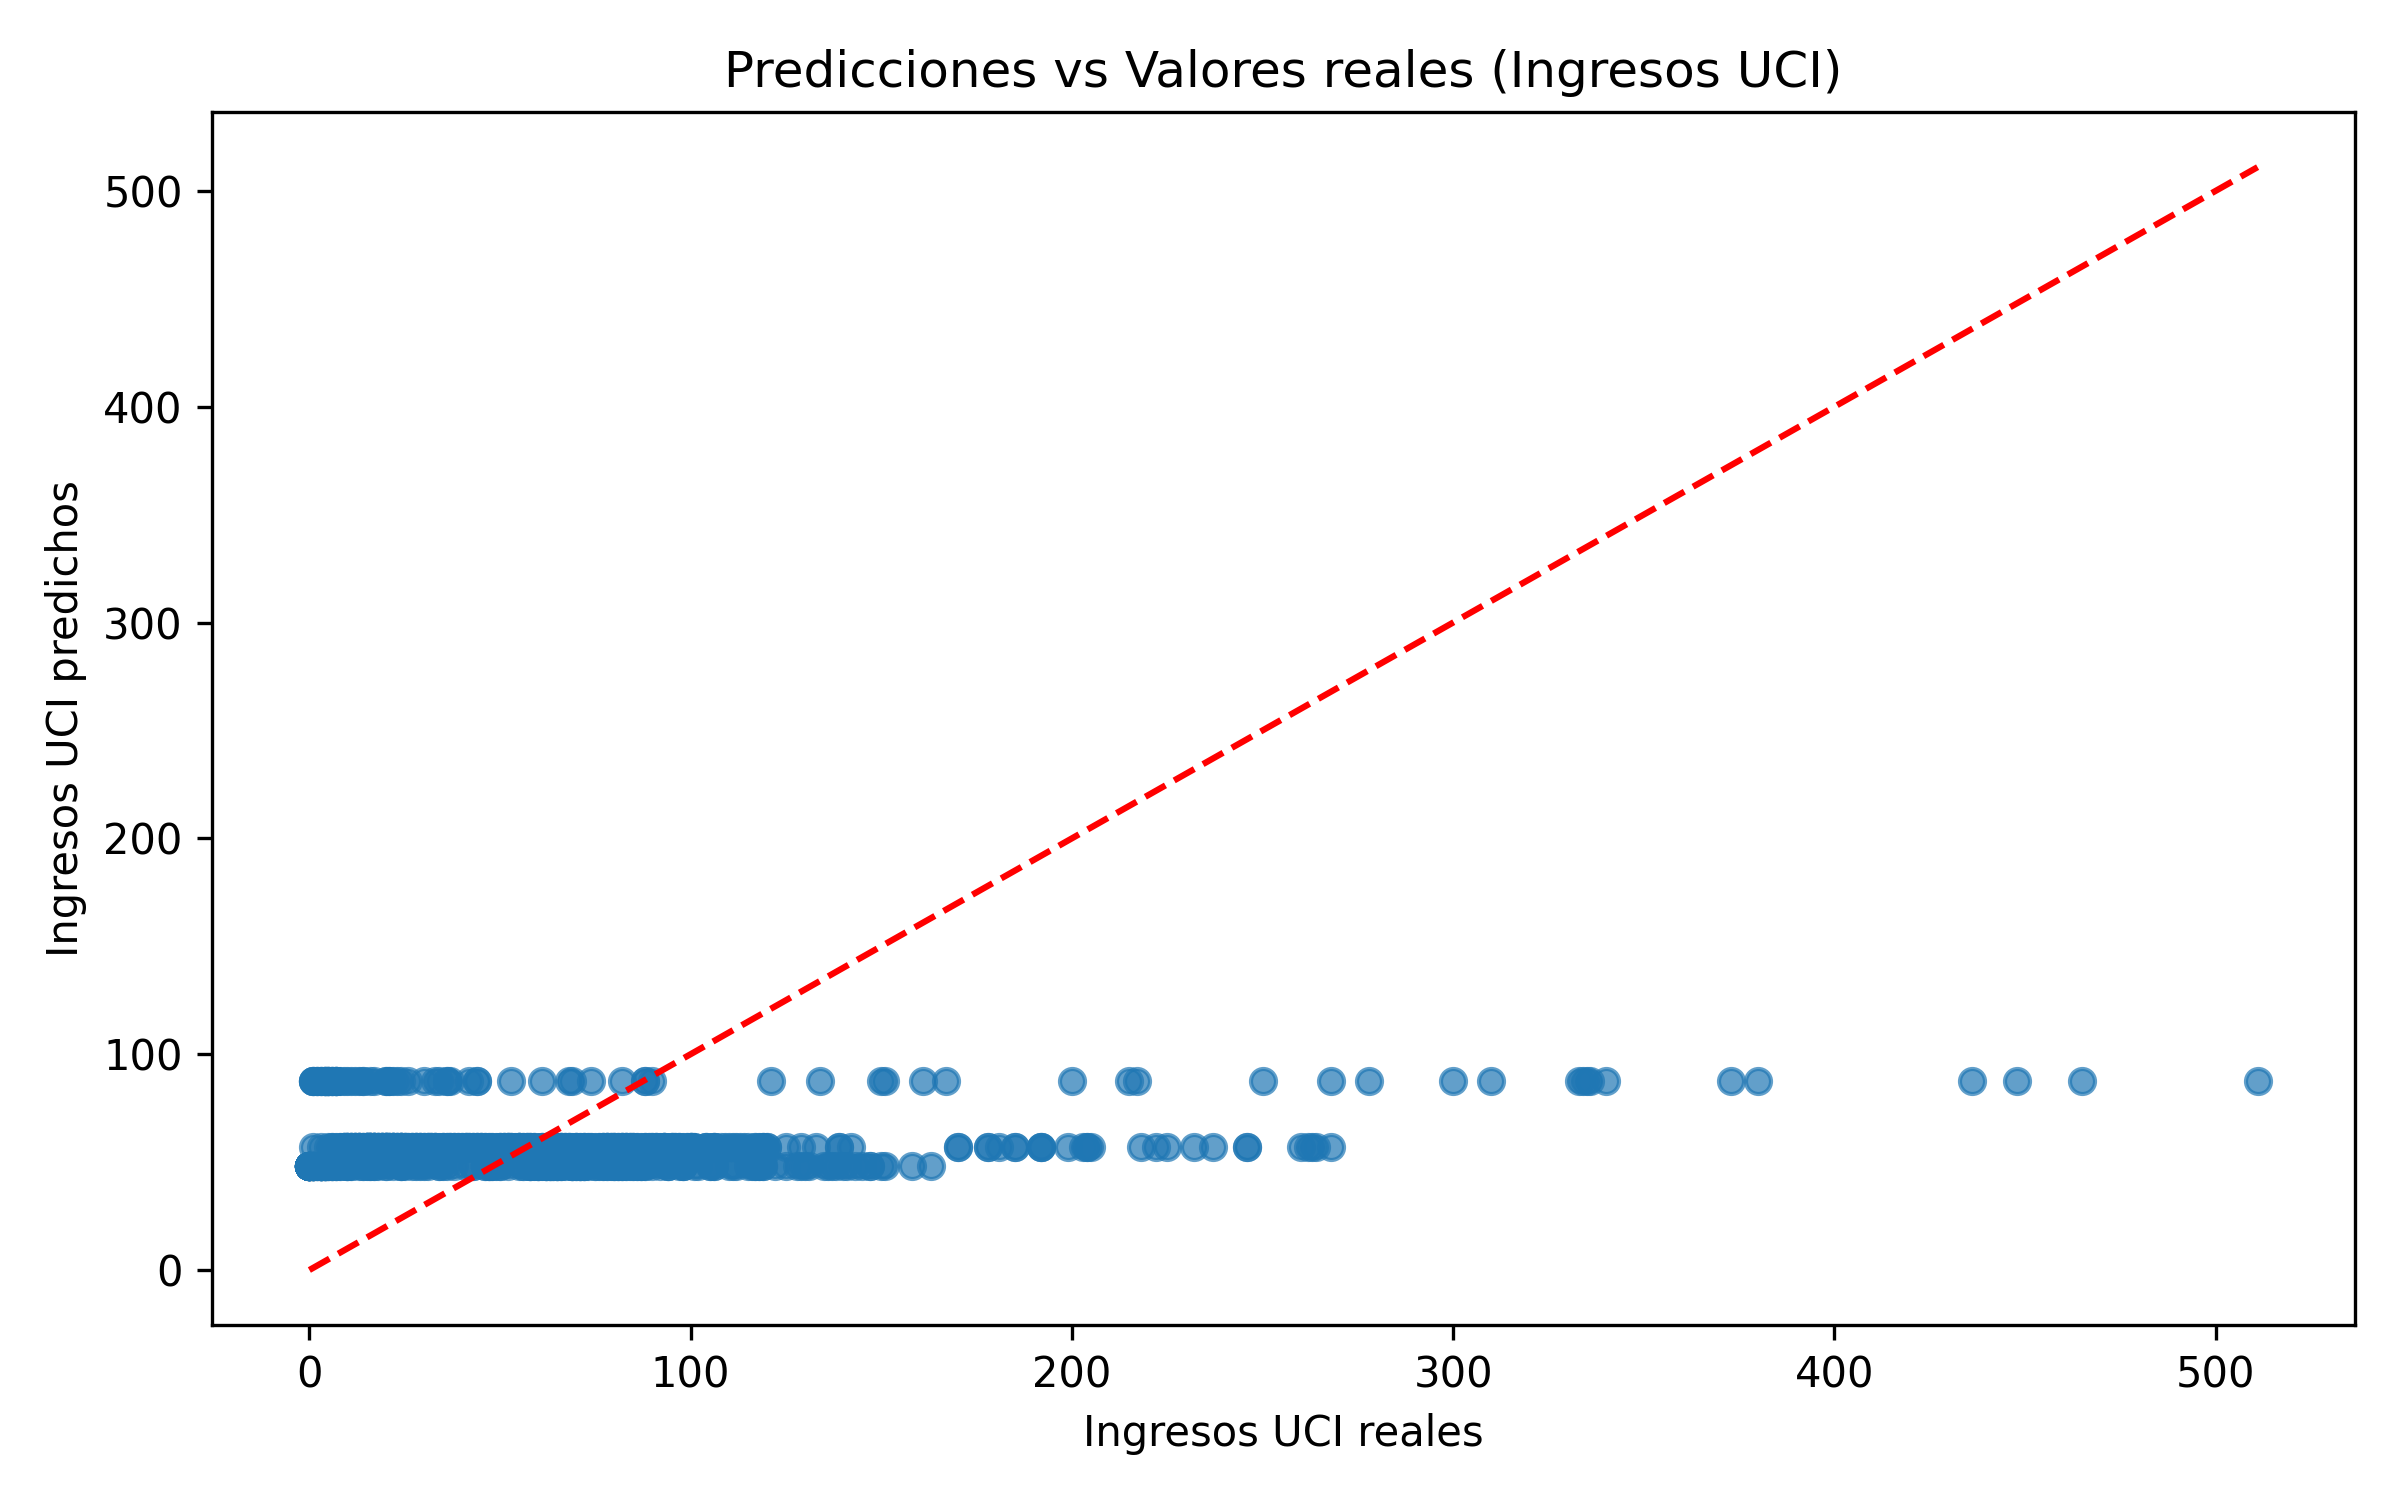 Predicciones vs Valores reales (Ingresos UCI)
Ingresos UCI predichos
500
400
300
200
100
0
0 100 200 300 400 500
Ingresos UCI reales